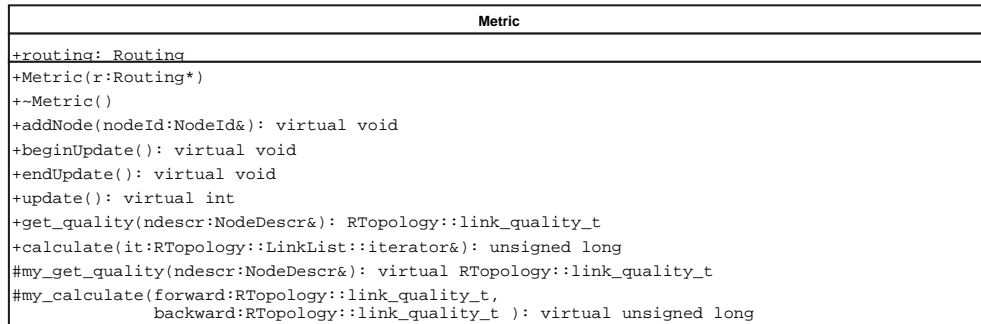 Metric
+routing: Routing
+Metric(r:Routing*)
+~Metric()
+addNode(nodeId:NodeId&): virtual void
+beginUpdate(): virtual void
+endUpdate(): virtual void
+update(): virtual int
+get_quality(ndescr:NodeDescr&): RTopology::link_quality_t
+calculate(it:RTopology::LinkList::iterator&): unsigned long
#my_get_quality(ndescr:NodeDescr&): virtual RTopology::link_quality_t
#my_calculate(forward:RTopology::link_quality_t,
backward:RTopology::link_quality_t ): virtual unsigned long